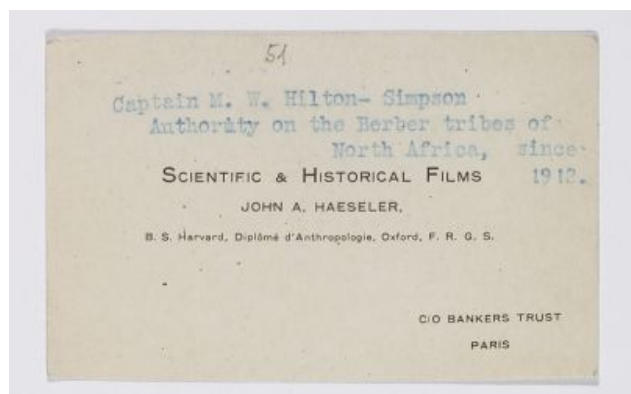 51
Captain M. W. Hilton- Simpson
Authority on the Berber tribes of
North Africa, since
1912.
SCIENTIFIC & HISTORICAL FILMS
JOHN A. HAESELER,
B. S. Harvard, Diplômé d'Anthropologie, Oxford, F. R. G. S.
C/O BANKERS TRUST
PARIS